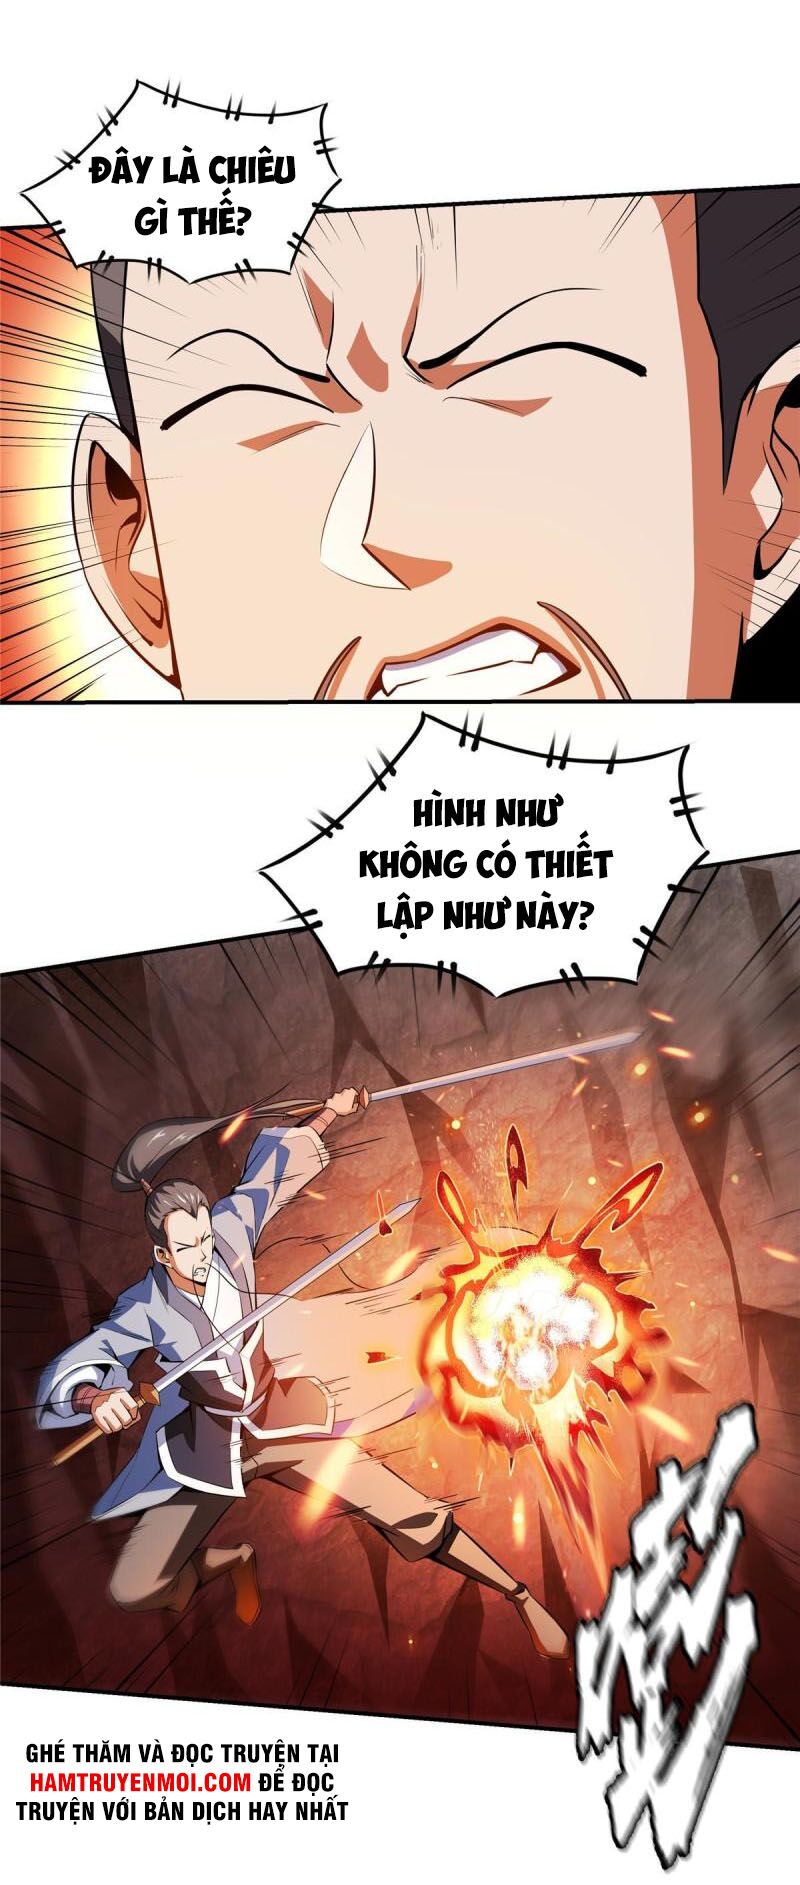 ĐÂY LÀ CHIÊU
GÌ THẾ?
HÌNH NHƯ
KHÔNG CÓ THIẾT
LẬP NHƯ NÀY?
GHÉ THĂM VÀ ĐỌC TRUYỆN TẠI
HAMTRUYENMOI.COM ĐỂ ĐỌC
TRUYỆN VỚI BẢN DỊCH HAY NHẤT